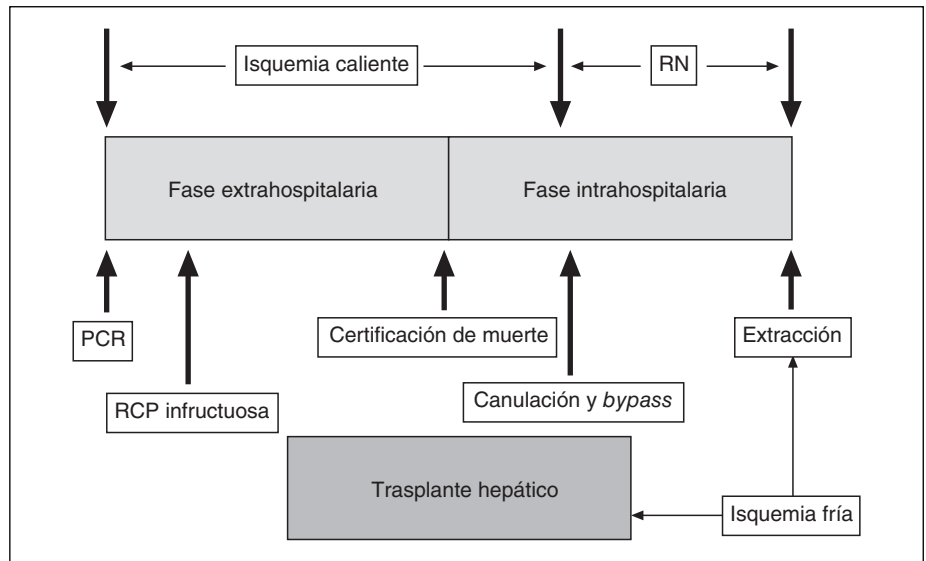 Isquemia caliente
RN
Fase extrahospitalaria
Fase intrahospitalaria
PCR
Certificación de muerte
Extracción
RCP infructuosa
Canulación y bypass
Trasplante hepático
Isquemia fría